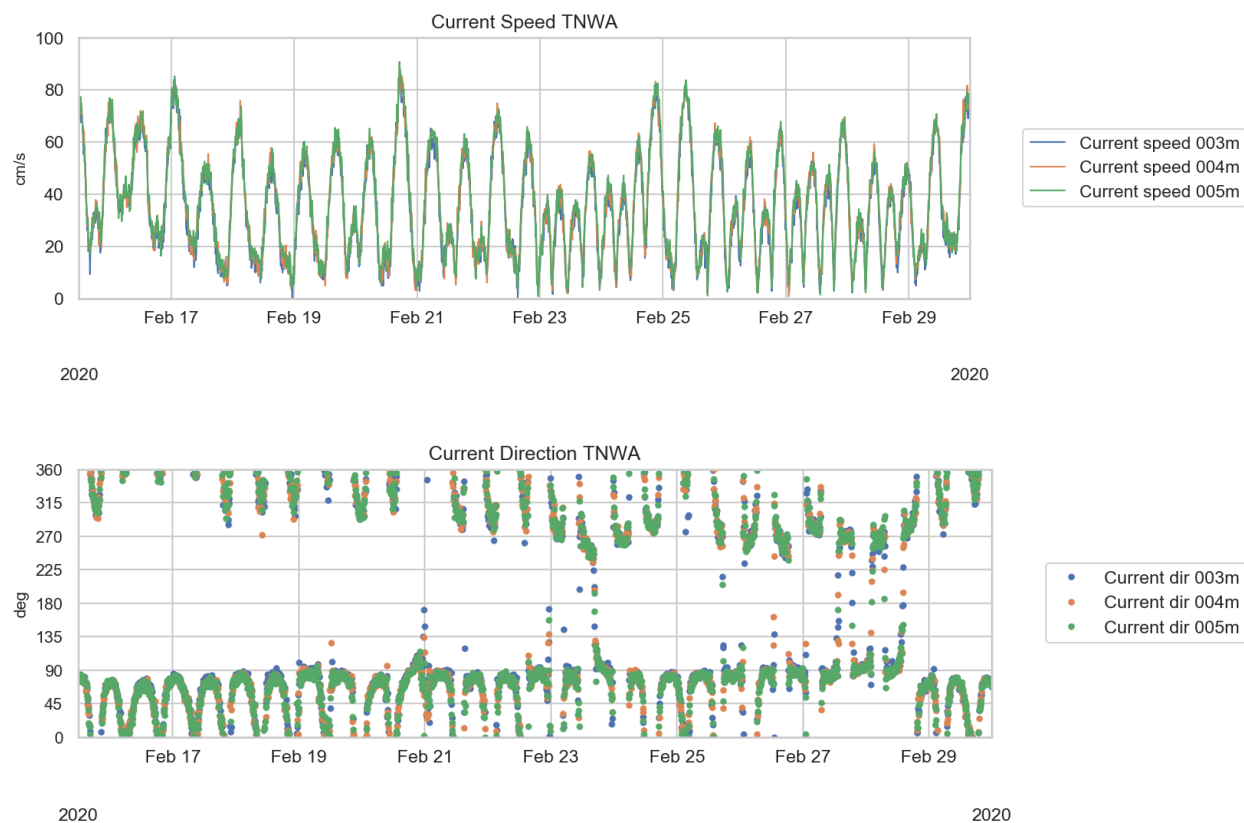 Current Speed TNWA
100
80
60
40
20
0
cm/s
Feb 17 Feb 19 Feb 21 Feb 23 Feb 25 Feb 27 Feb 29
2020 2020
Current speed 003m
Current speed 004m
Current speed 005m
Current Direction TNWA
360
315
270
225
180
135
90
45
0
deg
Feb 17 Feb 19 Feb 21 Feb 23 Feb 25 Feb 27 Feb 29
2020 2020
Current dir 003m
Current dir 004m
Current dir 005m